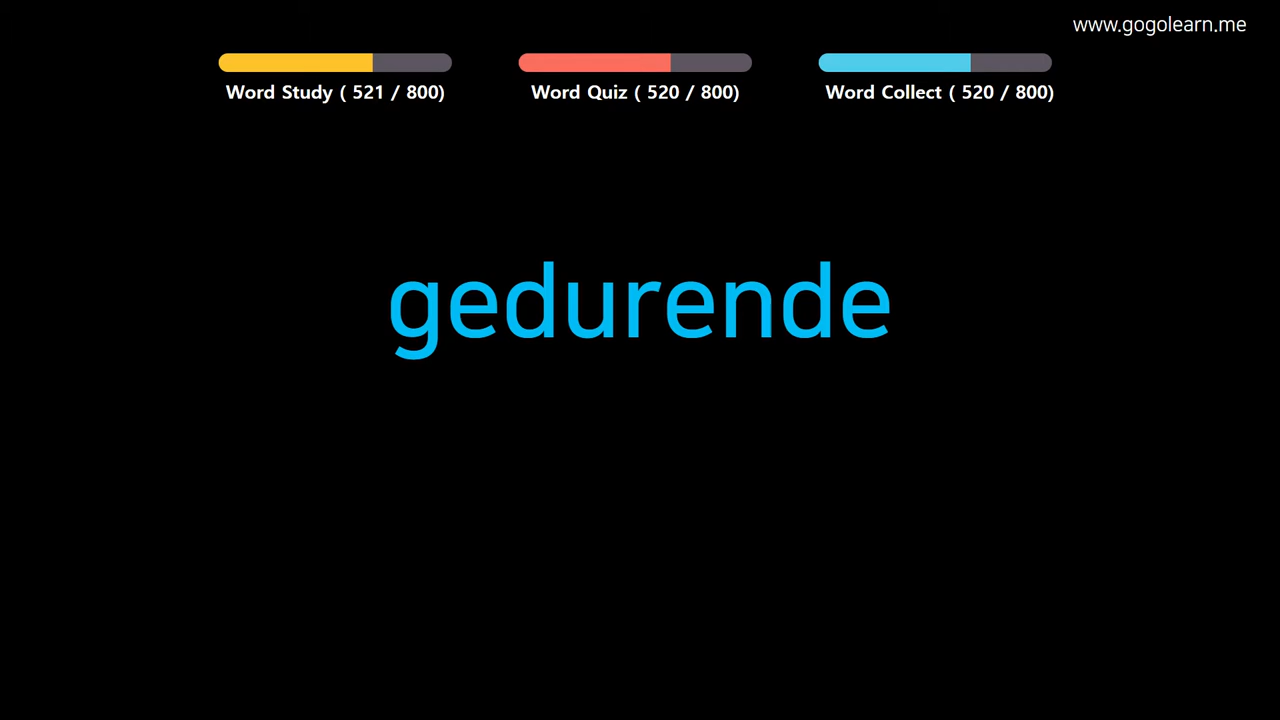 www.gogolearn.me
Word Study ( 521 / 800)
Word Quiz ( 520 / 800)
Word Collect ( 520 / 800)
gedurende